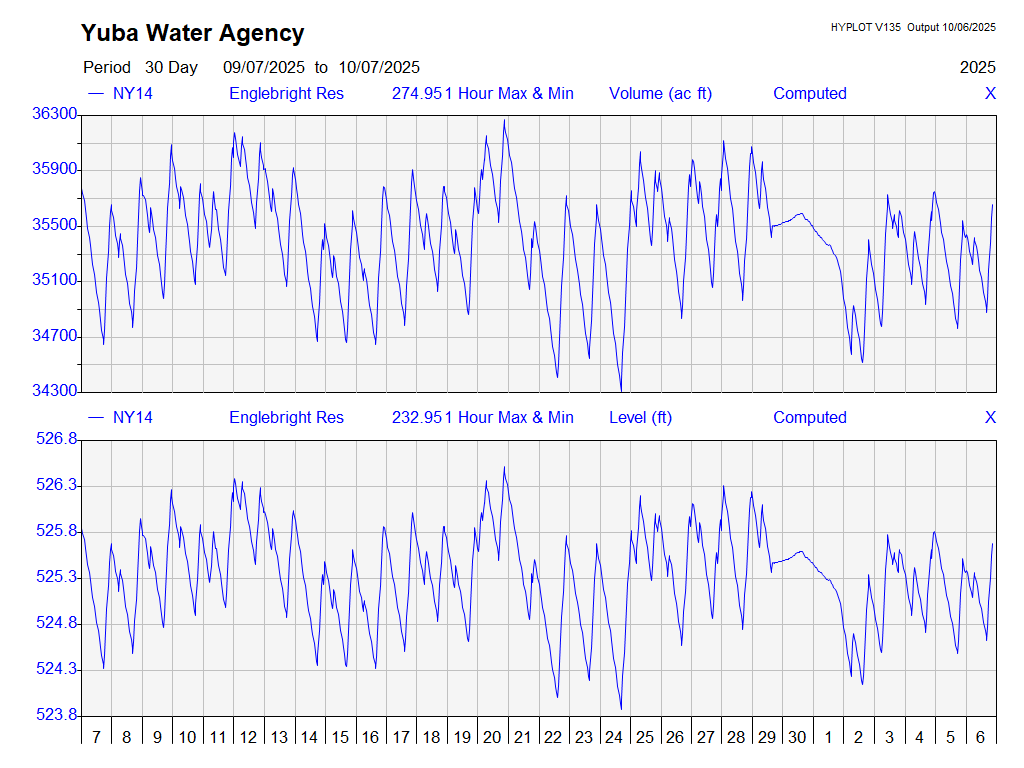 Yuba Water Agency
HYPLOT V135 Output 10/06/2025
Period 30 Day 09/07/2025 to 10/07/2025
2025
NY14 Englebright Res 274.951 Hour Max & Min Volume (ac ft) Computed X
36300
35900
35500
35100
34700
34300
NY14 Englebright Res 232.951 Hour Max & Min Level (ft) Computed X
526.8
526.3
525.8
525.3
524.8
524.3
523.8
7 8 9 10 11 12 13 14 15 16 17 18 19 20 21 22 23 24 25 26 27 28 29 30 1 2 3 4 5 6